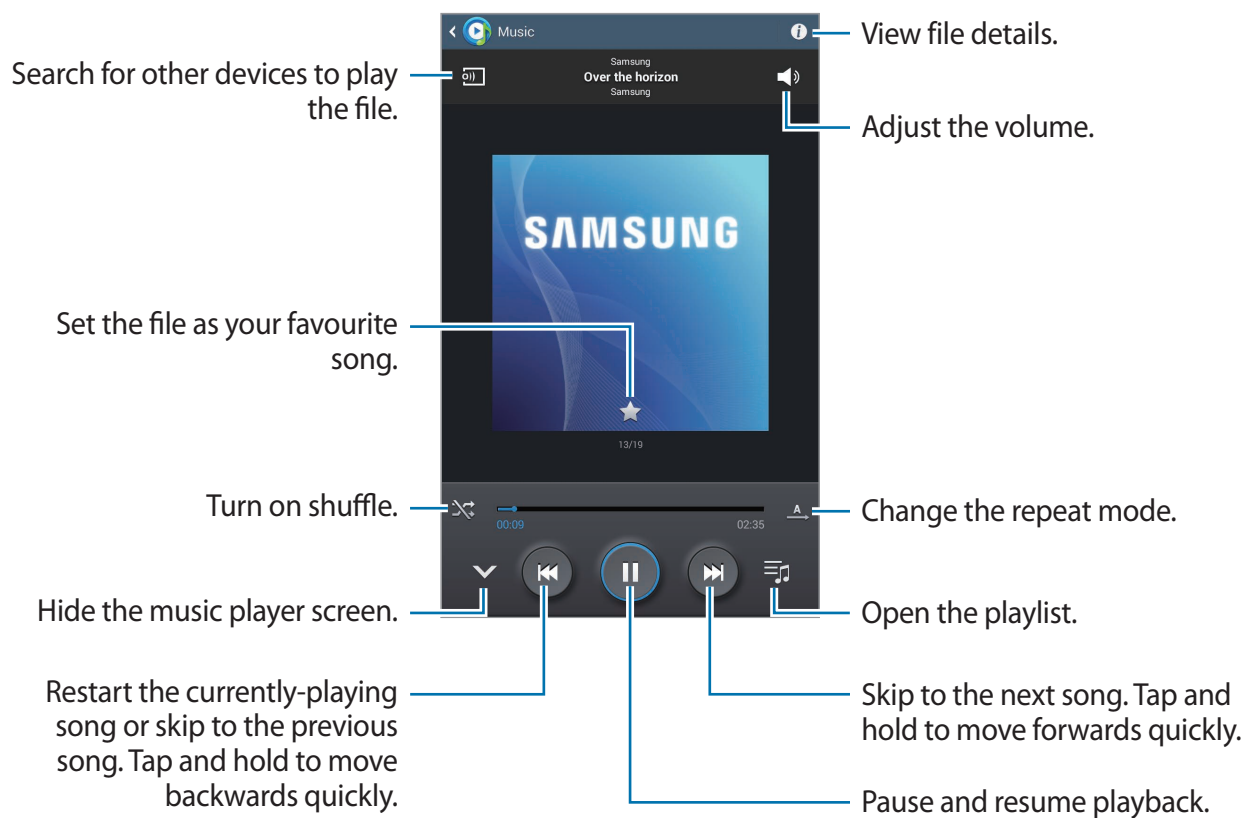 Music
View file details.
Search for other devices to play
the file.
Samsung
Over the horizon
Samsung
Adjust the volume.
SAMSUNG
Set the file as your favourite
song.
13/19
Turn on shuffle.
00:09
02:35
A
Change the repeat mode.
Hide the music player screen.
Open the playlist.
Restart the currently-playing
song or skip to the previous
song. Tap and hold to move
backwards quickly.
Skip to the next song. Tap and
hold to move forwards quickly.
Pause and resume playback.